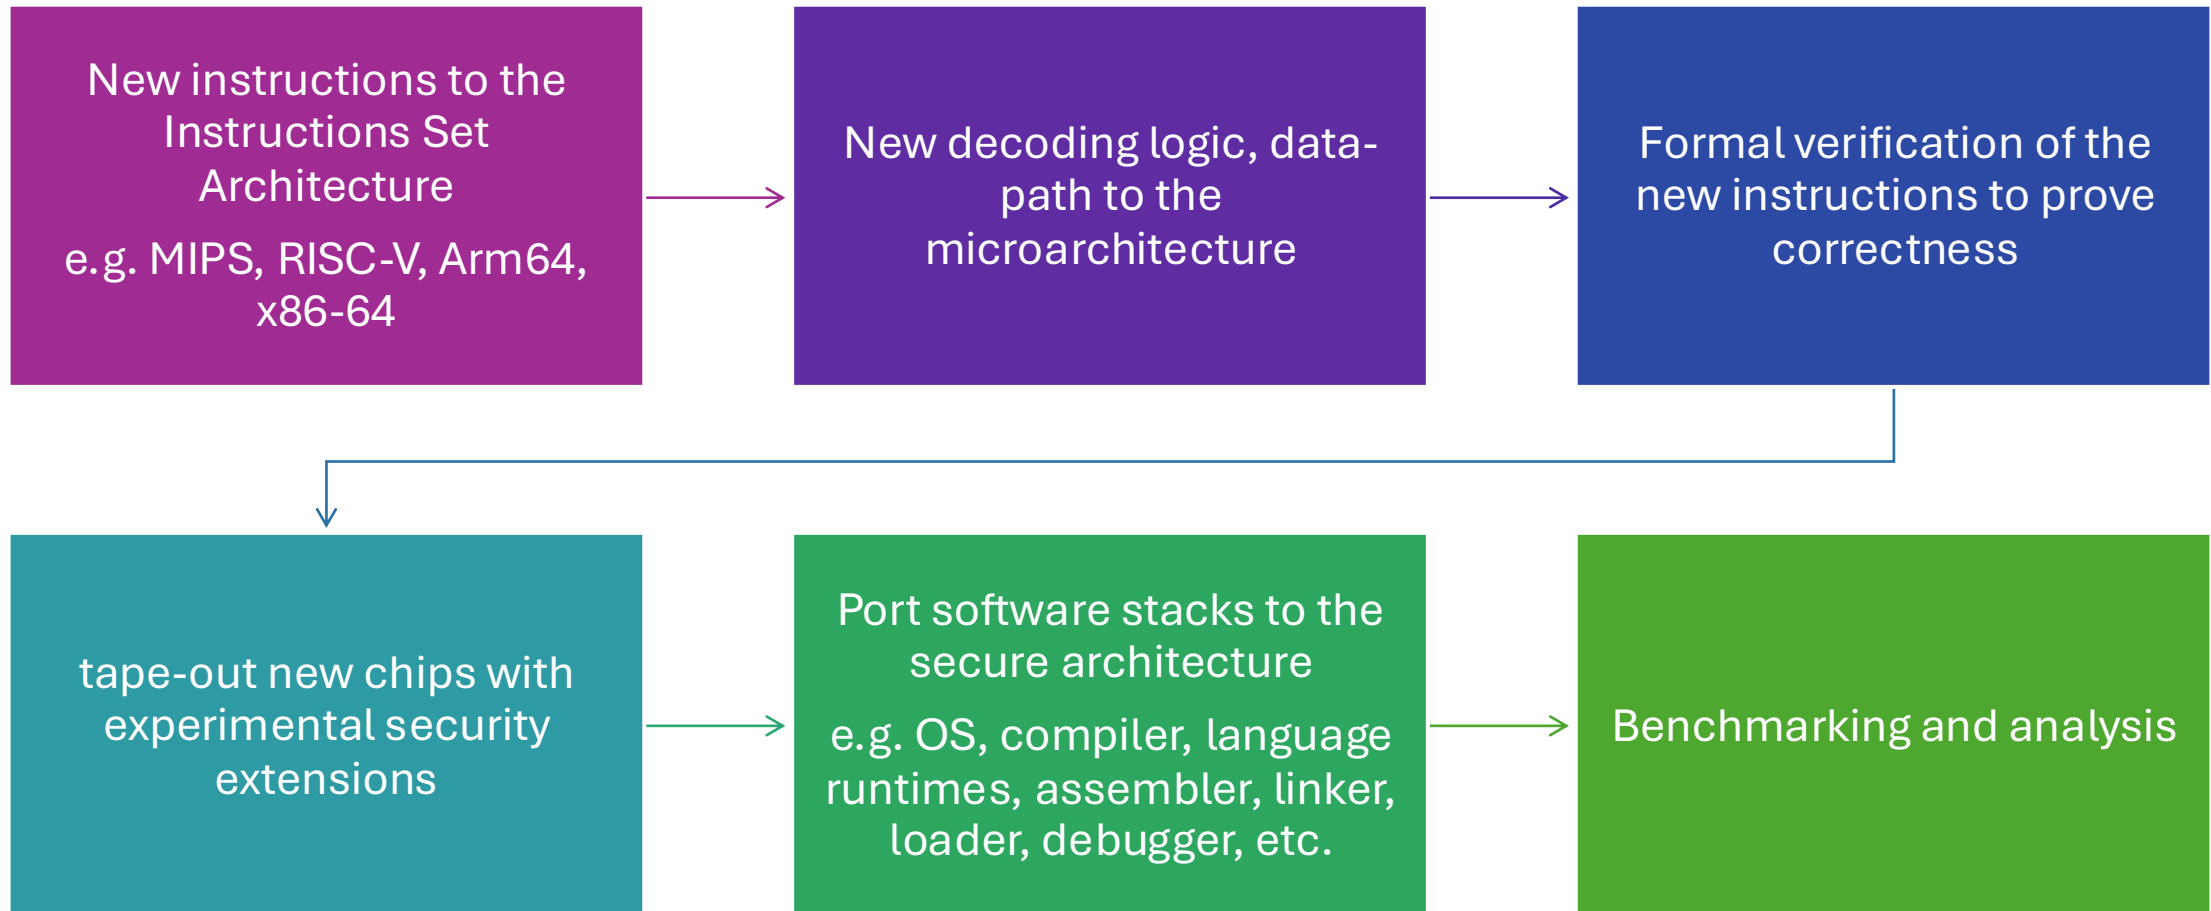 New instructions to the
Instructions Set
Architecture
e.g. MIPS, RISC-V, Arm64,
x86-64
New decoding logic, data-
path to the
microarchitecture
Formal verification of the
new instructions to prove
correctness
tape-out new chips with
experimental security
extensions
Port software stacks to the
secure architecture
e.g. OS, compiler, language
runtimes, assembler, linker,
loader, debugger, etc.
Benchmarking and analysis